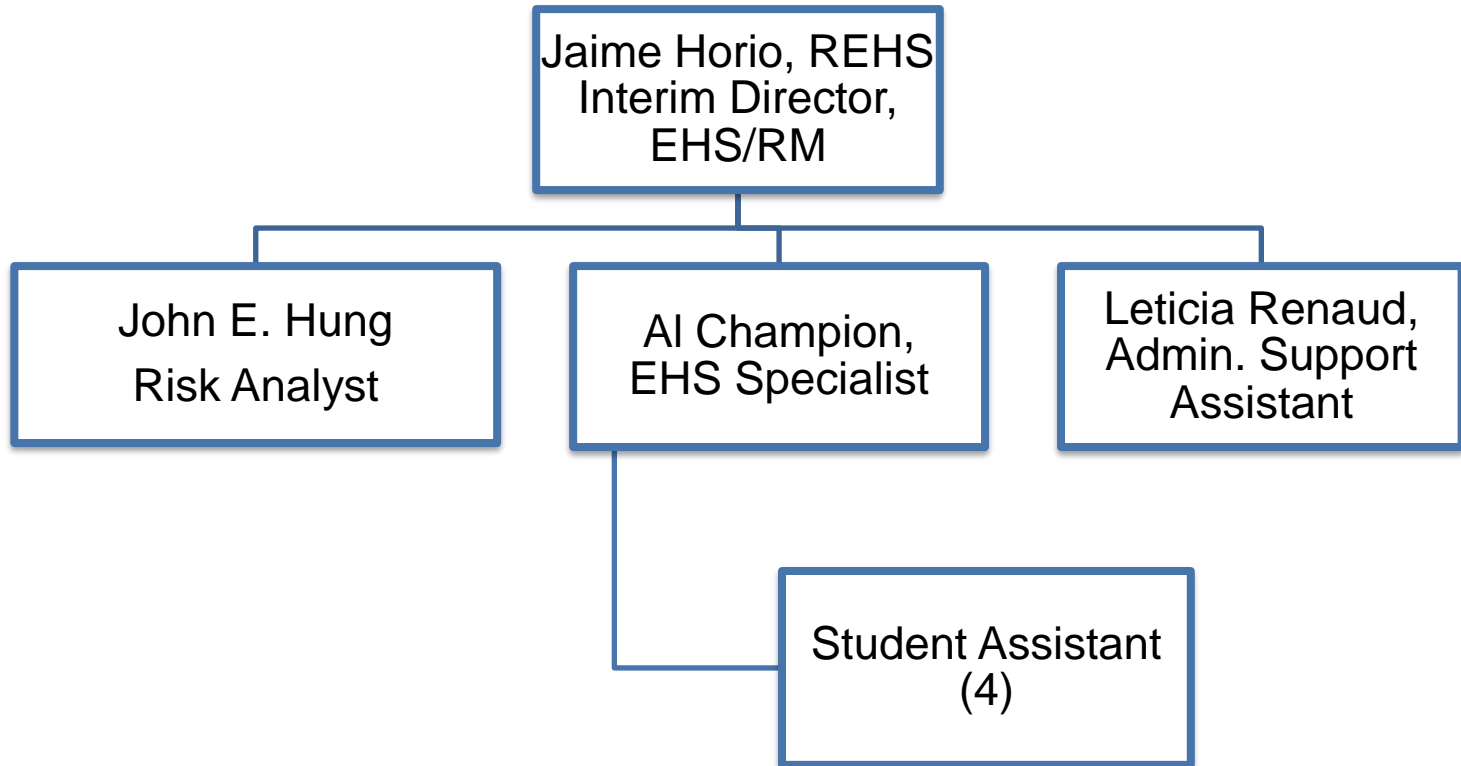 Jaime Horio, REHS
Interim Director,
EHS/RM
John E. Hung
Risk Analyst
Al Champion,
EHS Specialist
Leticia Renaud,
Admin. Support
Assistant
Student Assistant
(4)